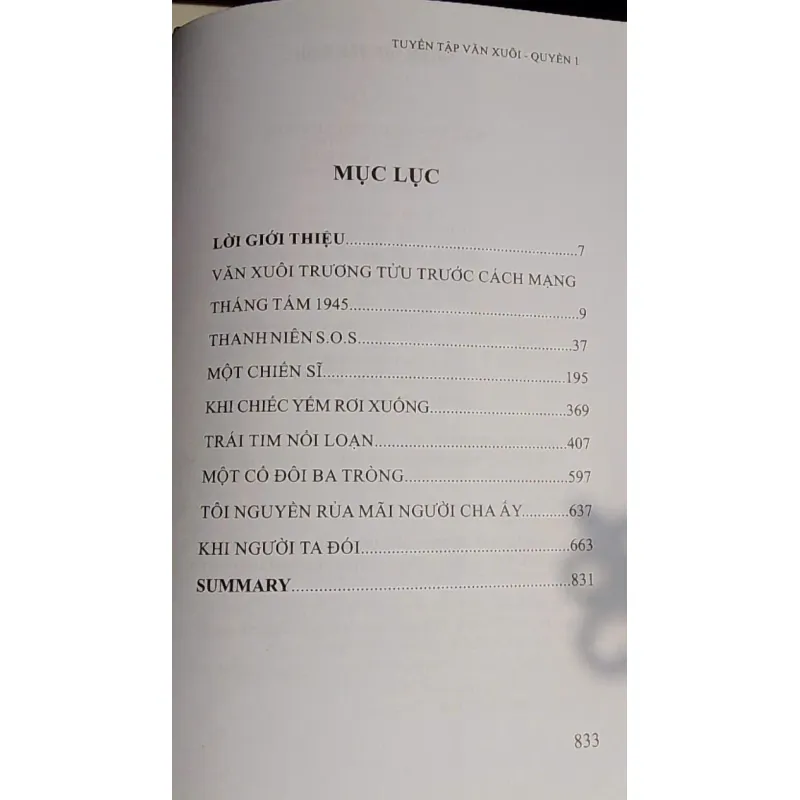 TUYỂN TẬP VĂN XUÔI - QUYỂN 1
MỤC LỤC
LỜI GIỚI THIỆU..........7
VĂN XUÔI TRƯƠNG TỬU TRƯỚC CÁCH MẠNG
THÁNG TÁM 1945..........9
THANH NIÊN S.O.S..........37
MỘT CHIẾN SĨ..........195
KHI CHIẾC YẾM RƠI XUỐNG..........369
TRÁI TIM NỔI LOẠN..........407
MỘT CỔ ĐÔI BA TRÒNG..........597
TÔI NGUYỀN RỦA MÃI NGƯỜI CHA ẤY..........637
KHI NGƯỜI TA ĐÓI..........663
SUMMARY..........831
833